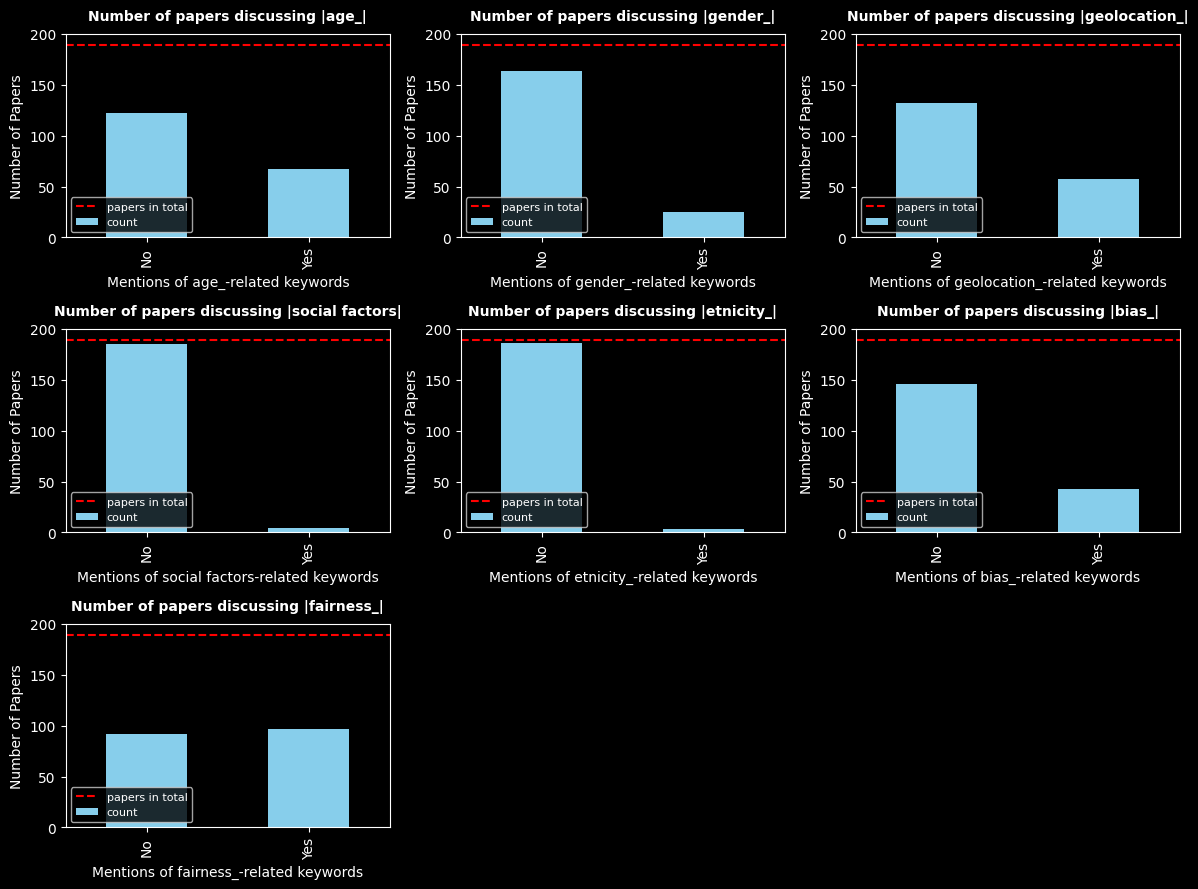 Number of papers discussing |age_|
200
150
100
50
0
Number of Papers
papers in total
count
No
Yes
Mentions of age_-related keywords
Number of papers discussing |gender_|
200
150
100
50
0
Number of Papers
papers in total
count
No
Yes
Mentions of gender_-related keywords
Number of papers discussing |geolocation_|
200
150
100
50
0
Number of Papers
papers in total
count
No
Yes
Mentions of geolocation_-related keywords
Number of papers discussing |social factors|
200
150
100
50
0
Number of Papers
papers in total
count
No
Yes
Mentions of social factors-related keywords
Number of papers discussing |etnicity_|
200
150
100
50
0
Number of Papers
papers in total
count
No
Yes
Mentions of etnicity_-related keywords
Number of papers discussing |bias_|
200
150
100
50
0
Number of Papers
papers in total
count
No
Yes
Mentions of bias_-related keywords
Number of papers discussing |fairness_|
200
150
100
50
0
Number of Papers
papers in total
count
No
Yes
Mentions of fairness_-related keywords